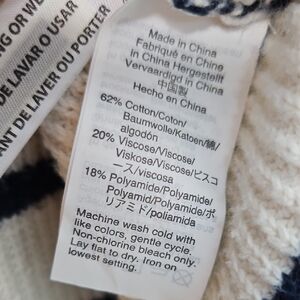 NG OR WE
DE LAVAR O USAR
ANT DE LAVER OU PORTER
Made in China
Fabriqué en Chine
In China Hergestellt
Vervaardigd in China
中国製
Hecho en China
62% Cotton/Coton/
Baumwolle/Katoen/綿/
algodón
20% Viscose/Viscose/
Viskose/Viscose/ビスコ
ース/viscosa
18% Polyamide/Polyamide/
Polyamid/Polyamide/ポ
リアミド/poliamida
Machine wash cold with
like colors, gentle cycle.
Non-chlorine bleach only.
Lay flat to dry. Iron on
lowest setting.